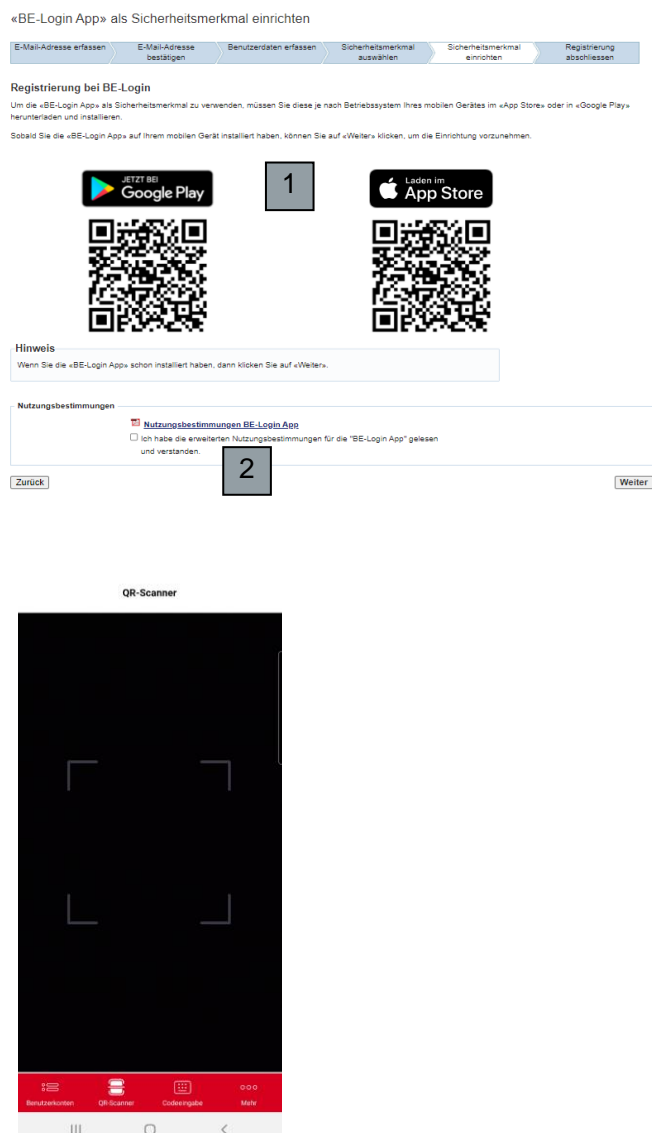 «BE-Login App» als Sicherheitsmerkmal einrichten
E-Mail-Adresse erfassen
E-Mail-Adresse
bestätigen
Benutzerdaten erfassen
Sicherheitsmerkmal
auswählen
Sicherheitsmerkmal
einrichten
Registrierung
abschliessen
Registrierung bei BE-Login
Um die «BE-Login App» als Sicherheitsmerkmal zu verwenden, müssen Sie diese je nach Betriebssystem Ihres mobilen Gerätes im «App Store» oder in «Google Play»
herunterladen und installieren.
Sobald Sie die «BE-Login App» auf Ihrem mobilen Gerät installiert haben, können Sie auf «Weiter» klicken, um die Einrichtung vorzunehmen.
JETZT BEI
Google Play
1
Laden im
App Store
Hinweis
Wenn Sie die «BE-Login App» schon installiert haben, dann klicken Sie auf «Weiter».
Nutzungsbestimmungen
Nutzungsbestimmungen BE-Login App
Ich habe die erweiterten Nutzungsbestimmungen für die "BE-Login App" gelesen
und verstanden.
2
Zurück
Weiter
QR-Scanner
Benutzerkonten
QR-Scanner
Codeeingabe
Mehr